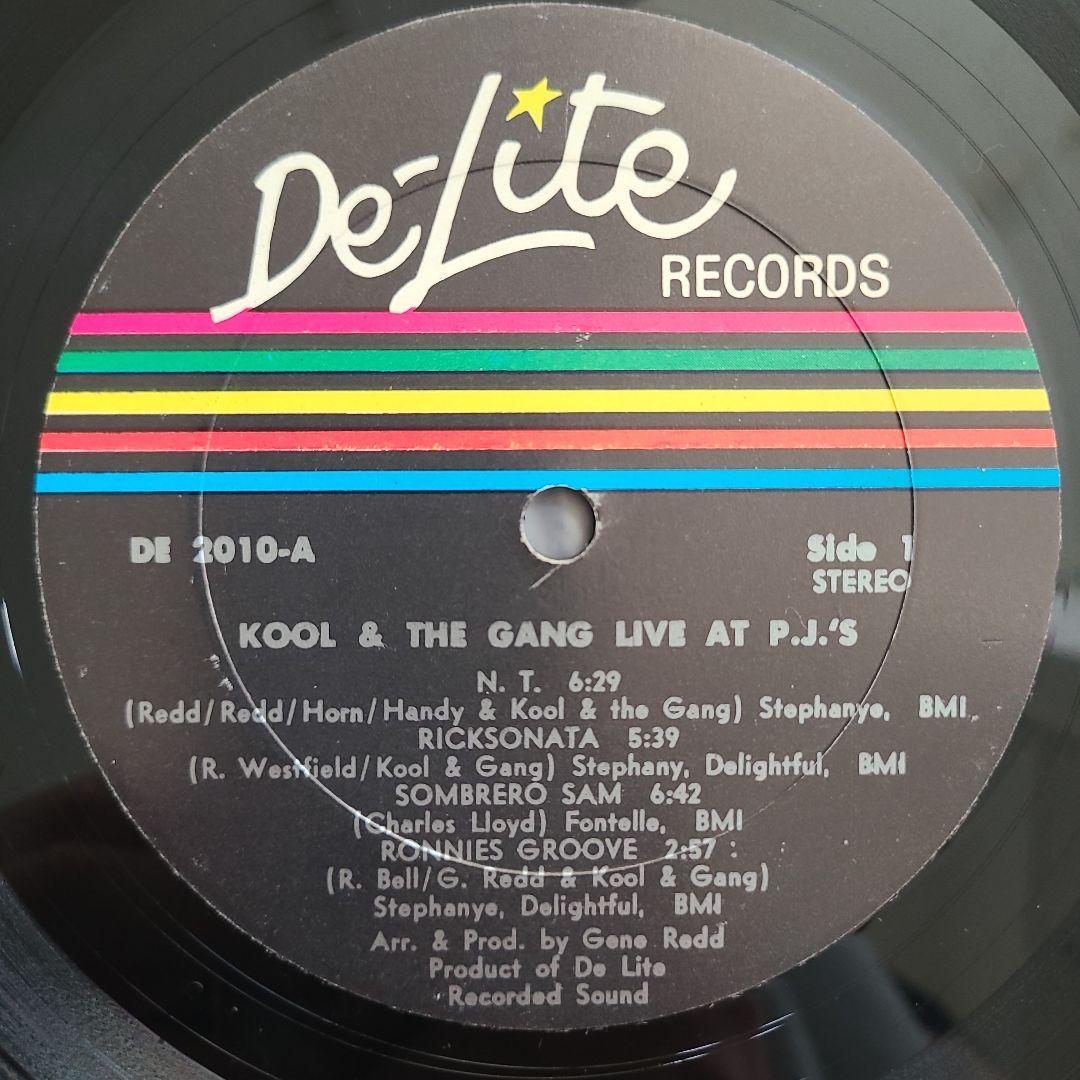 De-Lite
RECORDS
DE 2010-A
Side 1
STEREO
KOOL & THE GANG LIVE AT P.J.'S
N. T. 6:29
(Redd/Redd/Horn/Handy & Kool & the Gang) Stephanye, BMI.
RICKSONATA 5:39
(R. Westfield/Kool & Gang) Stephany, Delightful, BMI
SOMBRERO SAM 6:42
(Charles Lloyd) Fontelle, BMI
RONNIES GROOVE 2:57 :
(R. Bell/G. Redd & Kool & Gang)
Stephanye, Delightful, BMI
Arr. & Prod. by Gene Redd
Product of De Lite
Recorded Sound